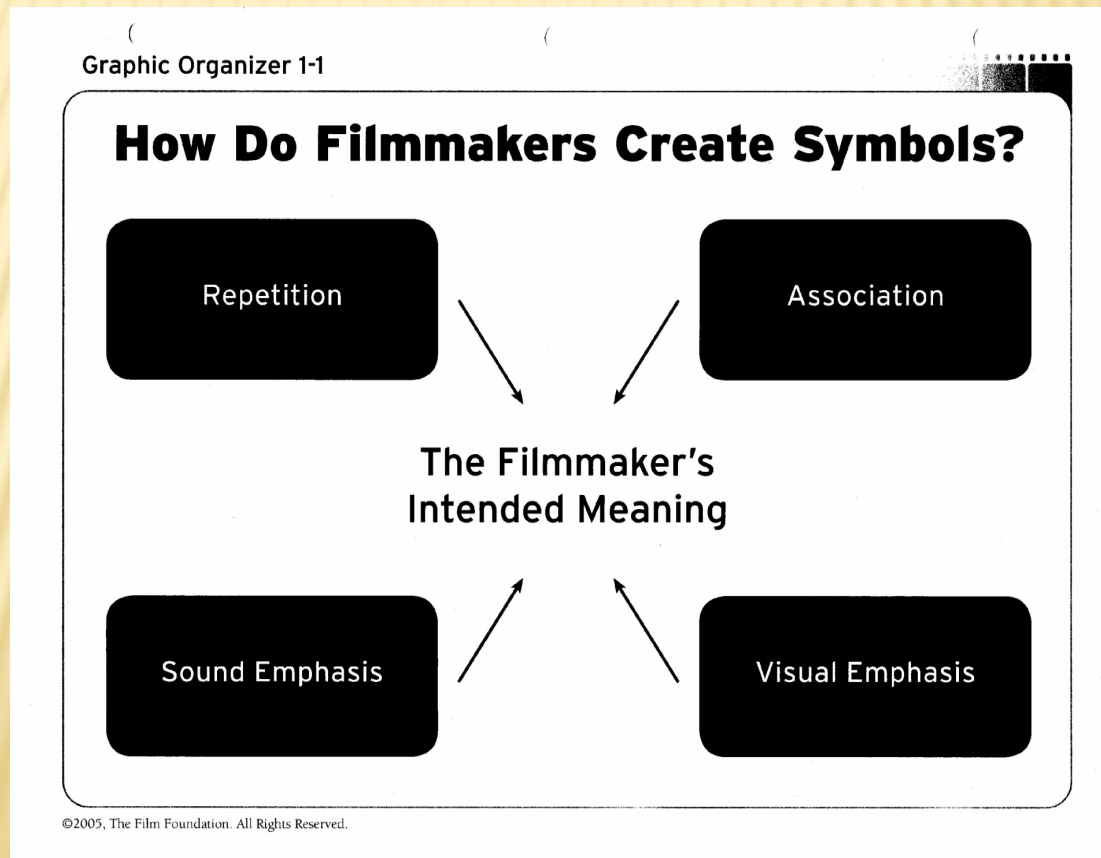 Graphic Organizer 1-1
How Do Filmmakers Create Symbols?
Repetition
Association
The Filmmaker's
Intended Meaning
Sound Emphasis
Visual Emphasis
©2005, The Film Foundation. All Rights Reserved.